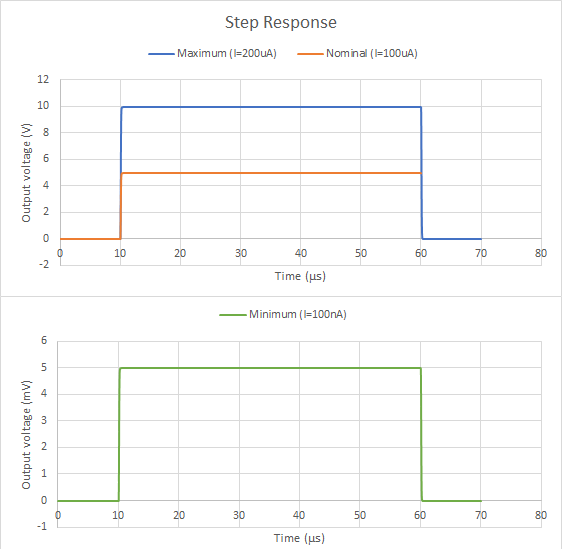 Step Response
Maximum (I=200uA) Nominal (I=100uA)
12
10
8
6
4
2
0
-2
Output voltage (V)
0 10 20 30 40 50 60 70 80
Time (µs)
Minimum (I=100nA)
6
5
4
3
2
1
0
-1
Output voltage (mV)
0 10 20 30 40 50 60 70 80
Time (µs)